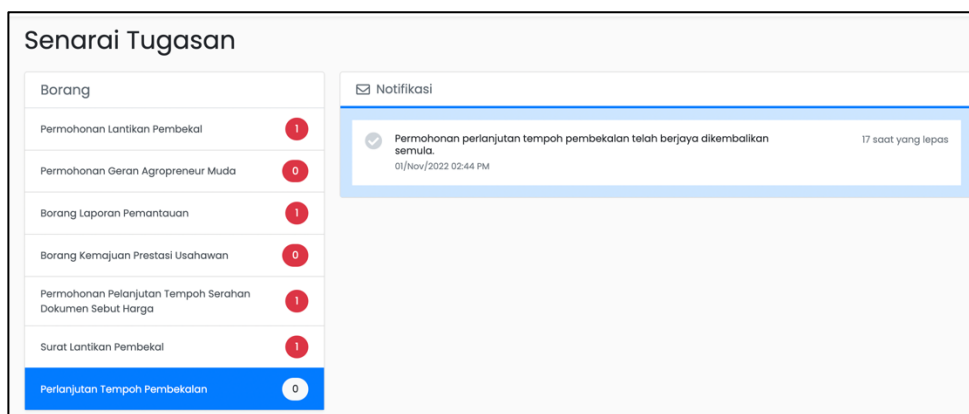 Senarai Tugasan
Borang
Permohonan Lantikan Pembekal 1
Permohonan Geran Agropreneur Muda 0
Borang Laporan Pemantauan 1
Borang Kemajuan Prestasi Usahawan 0
Permohonan Pelanjutan Tempoh Serahan
Dokumen Sebut Harga 1
Surat Lantikan Pembekal 1
Perlanjutan Tempoh Pembekalan 0
Notifikasi
Permohonan perlanjutan tempoh pembekalan telah berjaya dikembalikan
semula.
01/Nov/2022 02:44 PM
17 saat yang lepas